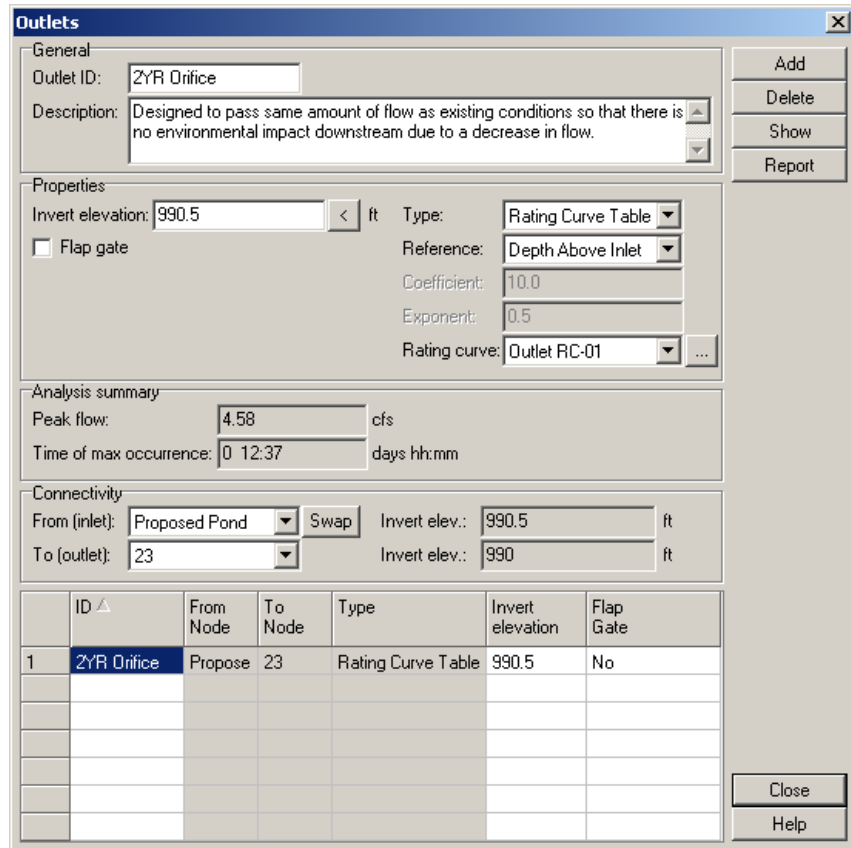 Outlets
General
Outlet ID: 2YR Orifice
Description: Designed to pass same amount of flow as existing conditions so that there is
no environmental impact downstream due to a decrease in flow.
Add
Delete
Show
Report
Properties
Invert elevation: 990.5 < ft Type: Rating Curve Table
Flap gate Reference: Depth Above Inlet
Coefficient: 10.0
Exponent: 0.5
Rating curve: Outlet RC-01 ...
Analysis summary
Peak flow: 4.58 cfs
Time of max occurrence: 0 12:37 days hh:mm
Connectivity
From (inlet): Proposed Pond Swap Invert elev.: 990.5 ft
To (outlet): 23 Invert elev.: 990 ft
ID From Node To Node Type Invert elevation Flap Gate
1 2YR Orifice Propose 23 Rating Curve Table 990.5 No
Close
Help